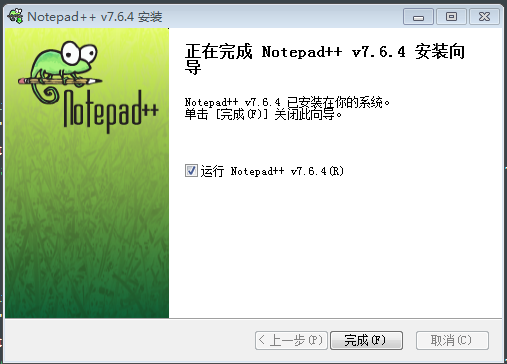 Notepad++ v7.6.4 安装
Notepad++
正在完成 Notepad++ v7.6.4 安装向
导
Notepad++ v7.6.4 已安装在你的系统。
单击 [完成(F)] 关闭此向导。
运行 Notepad++ v7.6.4(R)
< 上一步(P)
完成(F)
取消(C)